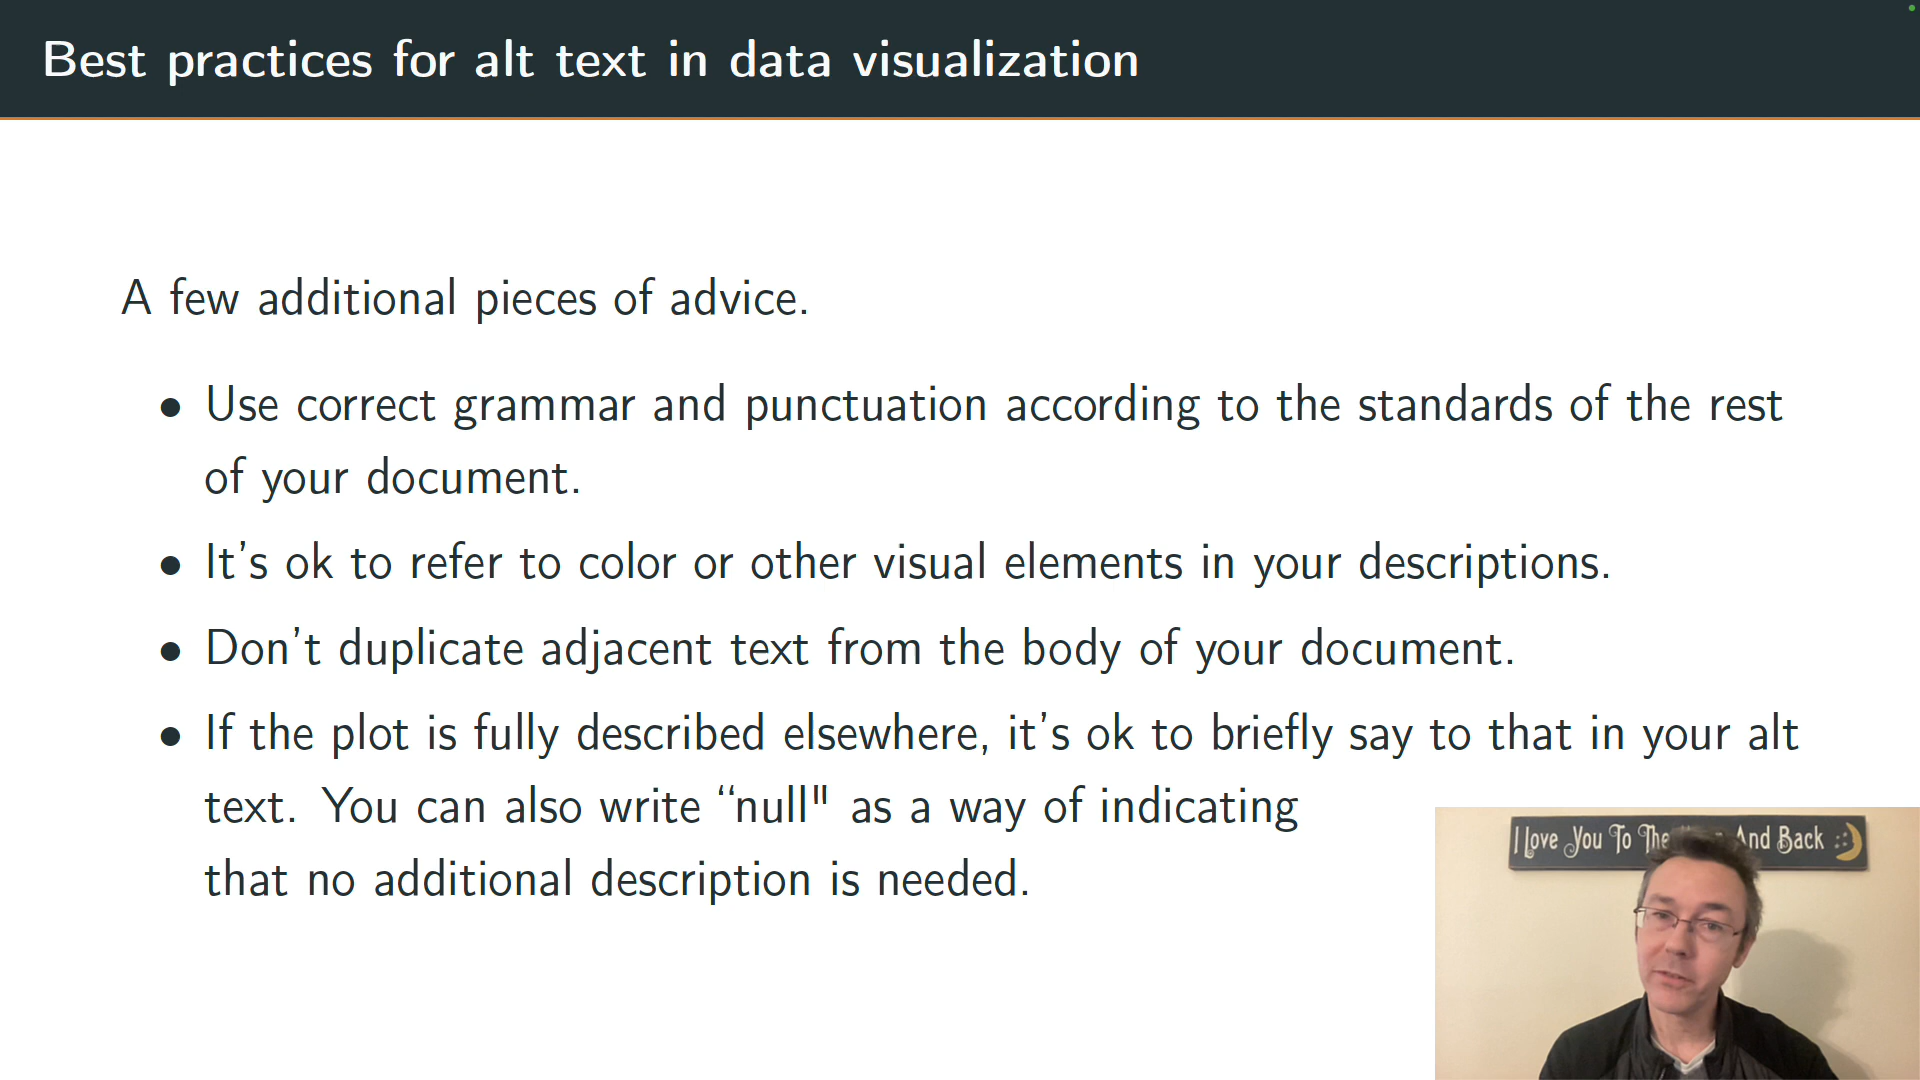 Best practices for alt text in data visualization
A few additional pieces of advice.
• Use correct grammar and punctuation according to the standards of the rest
of your document.
• It's ok to refer to color or other visual elements in your descriptions.
• Don't duplicate adjacent text from the body of your document.
• If the plot is fully described elsewhere, it's ok to briefly say to that in your alt
text. You can also write “null" as a way of indicating
that no additional description is needed.
I love You To The And Back